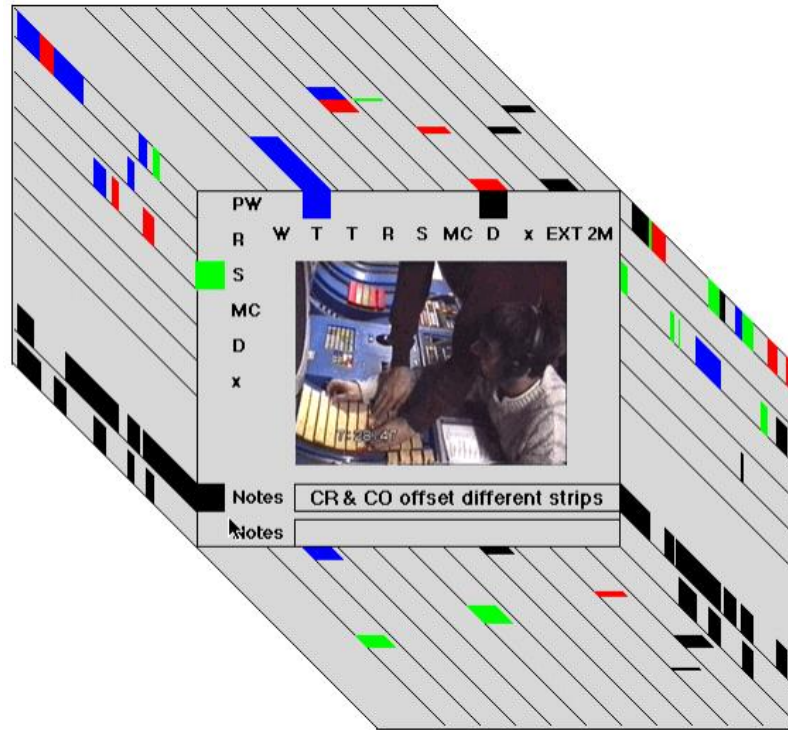 PW
W T T R S MC D x EXT 2M
R
S
MC
D
x
Notes CR & CO offset different strips
Notes